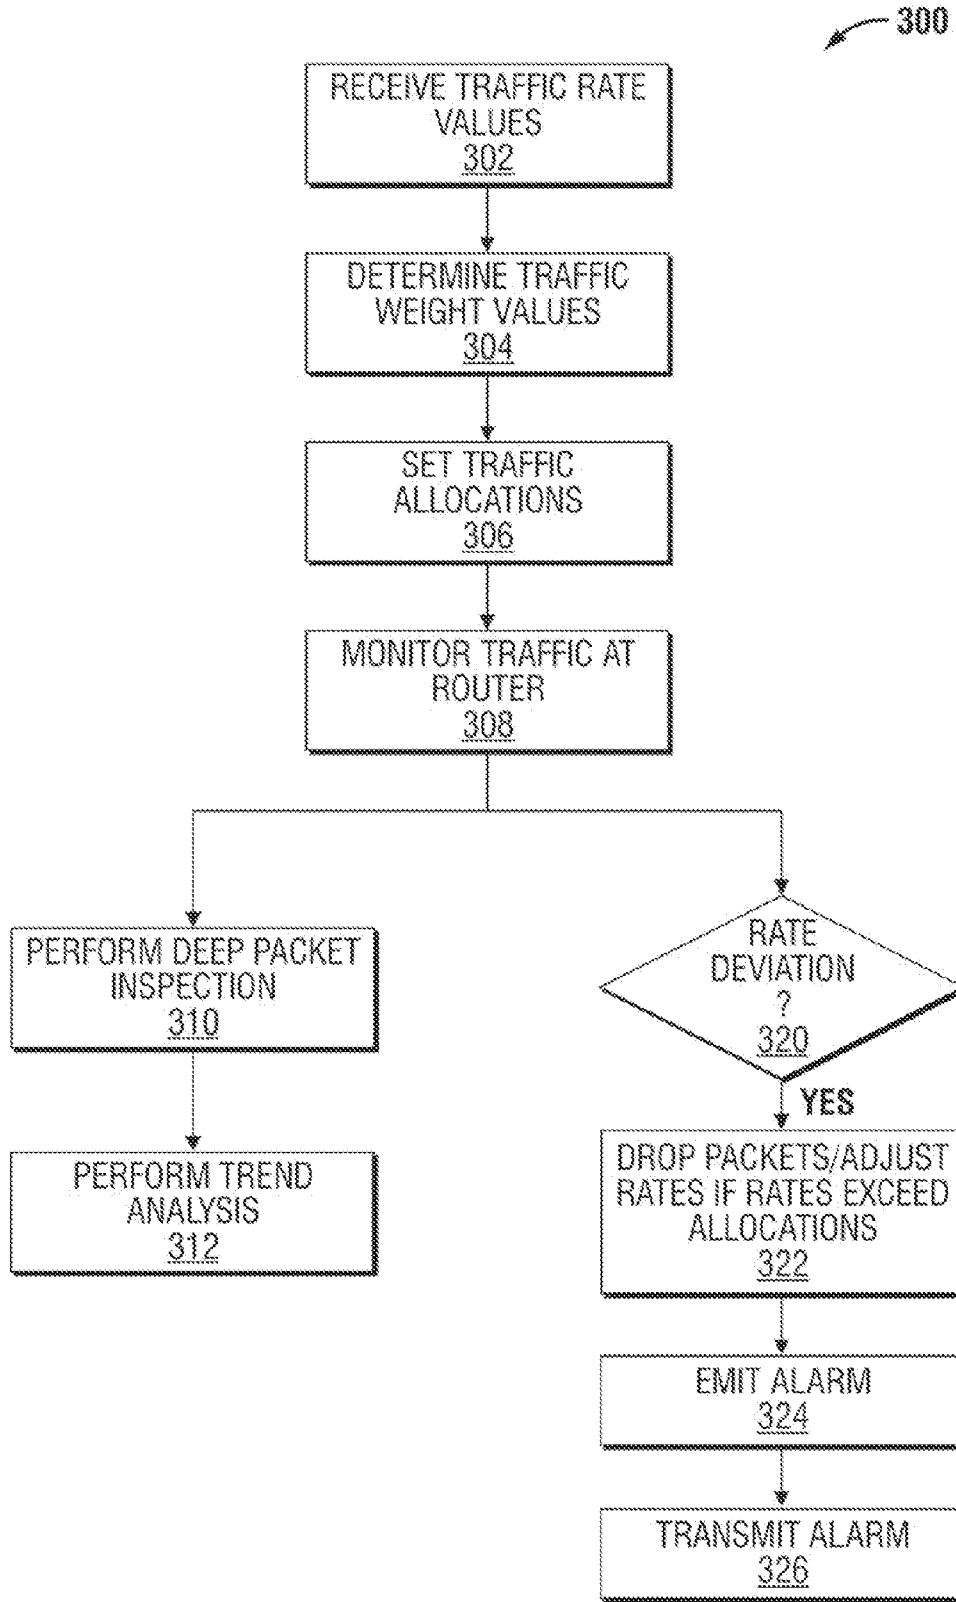 300
RECEIVE TRAFFIC RATE
VALUES
302
DETERMINE TRAFFIC
WEIGHT VALUES
304
SET TRAFFIC
ALLOCATIONS
306
MONITOR TRAFFIC AT
ROUTER
308
PERFORM DEEP PACKET
INSPECTION
310
PERFORM TREND
ANALYSIS
312
RATE
DEVIATION
?
320
YES
DROP PACKETS/ADJUST
RATES IF RATES EXCEED
ALLOCATIONS
322
EMIT ALARM
324
TRANSMIT ALARM
326